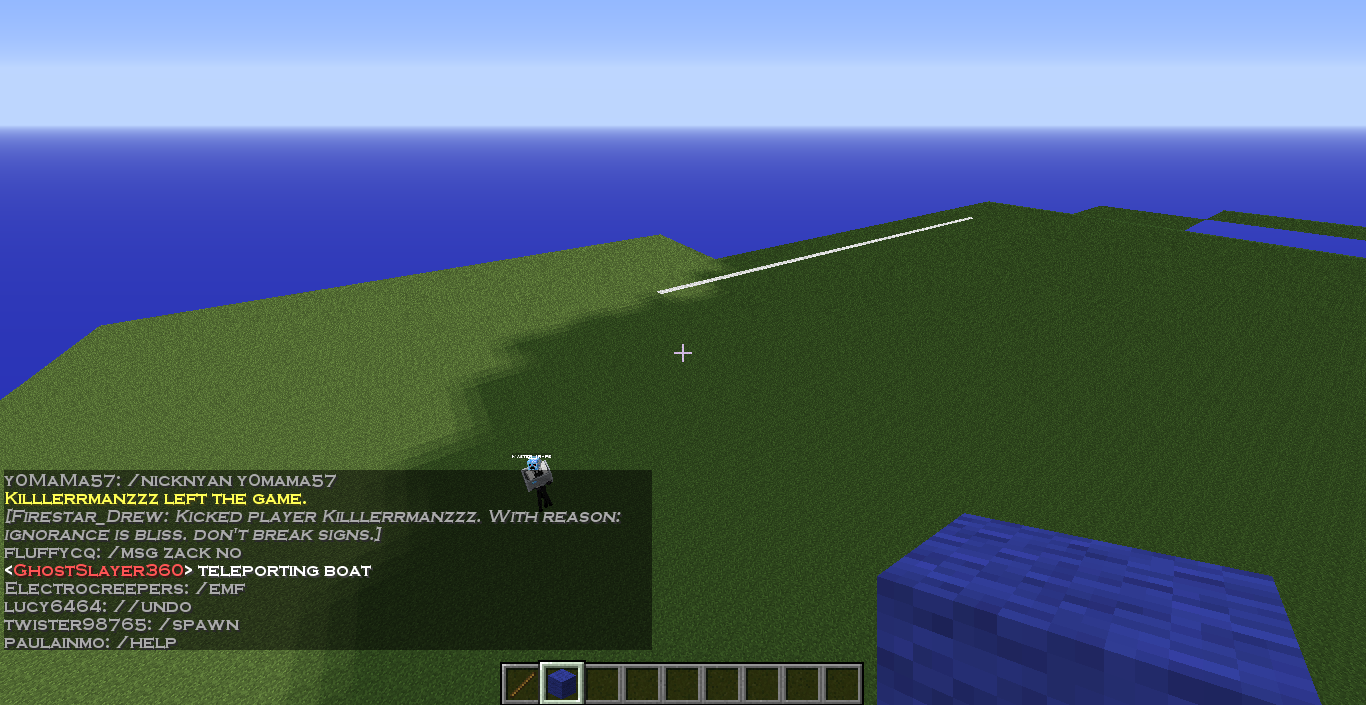 y0MaMa57: /nicknyan y0mama57
Killlerrmanzzz left the game.
[Firestar_Drew: Kicked player Killlerrmanzzz. With reason:
ignorance is bliss. don't break signs.]
fluffycq: /msg zack no
<GhostSlayer360> teleporting boat
Electrocreepers: /emf
lucy6464: //undo
twister98765: /spawn
paulainmo: /help